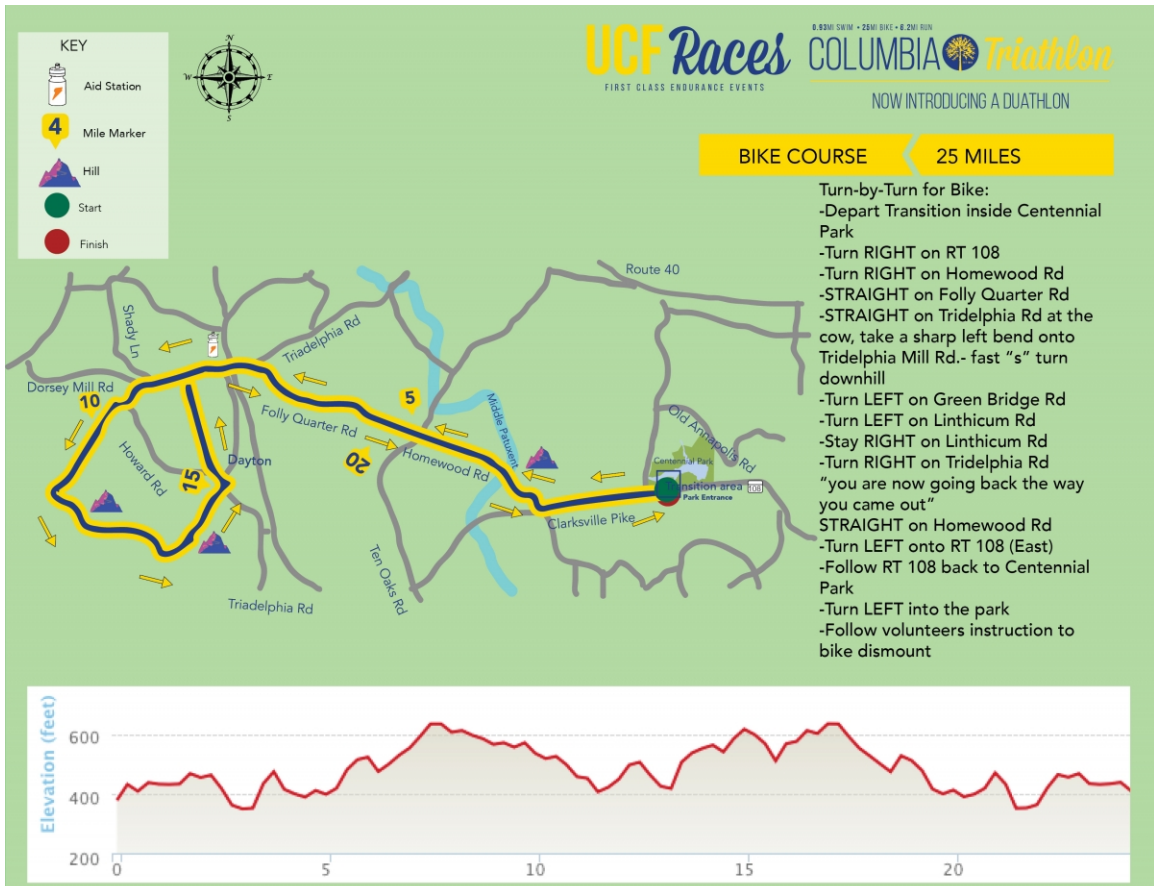 KEY
Aid Station
4
Mile Marker
Hill
Start
Finish
N
W
E
S
UCF Races
FIRST CLASS ENDURANCE EVENTS
0.93MI SWIM • 25MI BIKE • 6.2MI RUN
COLUMBIA Triathlon
NOW INTRODUCING A DUATHLON
BIKE COURSE
25 MILES
Turn-by-Turn for Bike:
-Depart Transition inside Centennial
Park
-Turn RIGHT on RT 108
-Turn RIGHT on Homewood Rd
-STRAIGHT on Folly Quarter Rd
-STRAIGHT on Tridelphia Rd at the
cow, take a sharp left bend onto
Tridelphia Mill Rd.- fast “s” turn
downhill
-Turn LEFT on Green Bridge Rd
-Turn LEFT on Linthicum Rd
-Stay RIGHT on Linthicum Rd
-Turn RIGHT on Tridelphia Rd
“you are now going back the way
you came out”
STRAIGHT on Homewood Rd
-Turn LEFT onto RT 108 (East)
-Follow RT 108 back to Centennial
Park
-Turn LEFT into the park
-Follow volunteers instruction to
bike dismount
Route 40
Shady Ln
Triadelphia Rd
Dorsey Mill Rd
10
5
Folly Quarter Rd
Middle Patuxent
Old Annapolis Rd
Howard Rd
Dayton
15
20
Homewood Rd
Centennial Park
Transition area
108
Park Entrance
Clarksville Pike
Ten Oaks Rd
Triadelphia Rd
Elevation (feet)
600
400
200
0
5
10
15
20